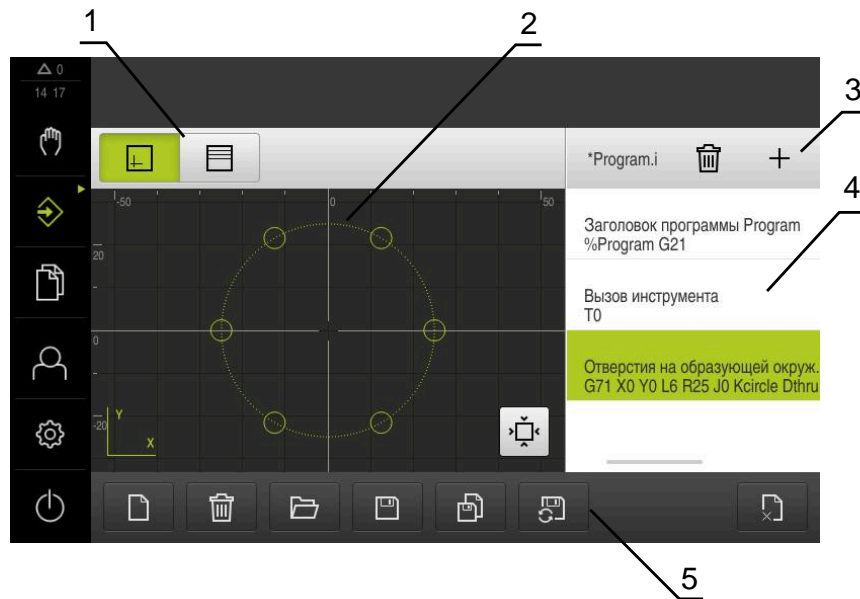 1
2
3
4
5
0
14 17
*Program.i
-50
0
50
20
0
-20
Y
X
Заголовок программы Program
%Program G21
Вызов инструмента
T0
Отверстия на образующей окруж.
G71 X0 Y0 L6 R25 J0 Kcircle Dthru